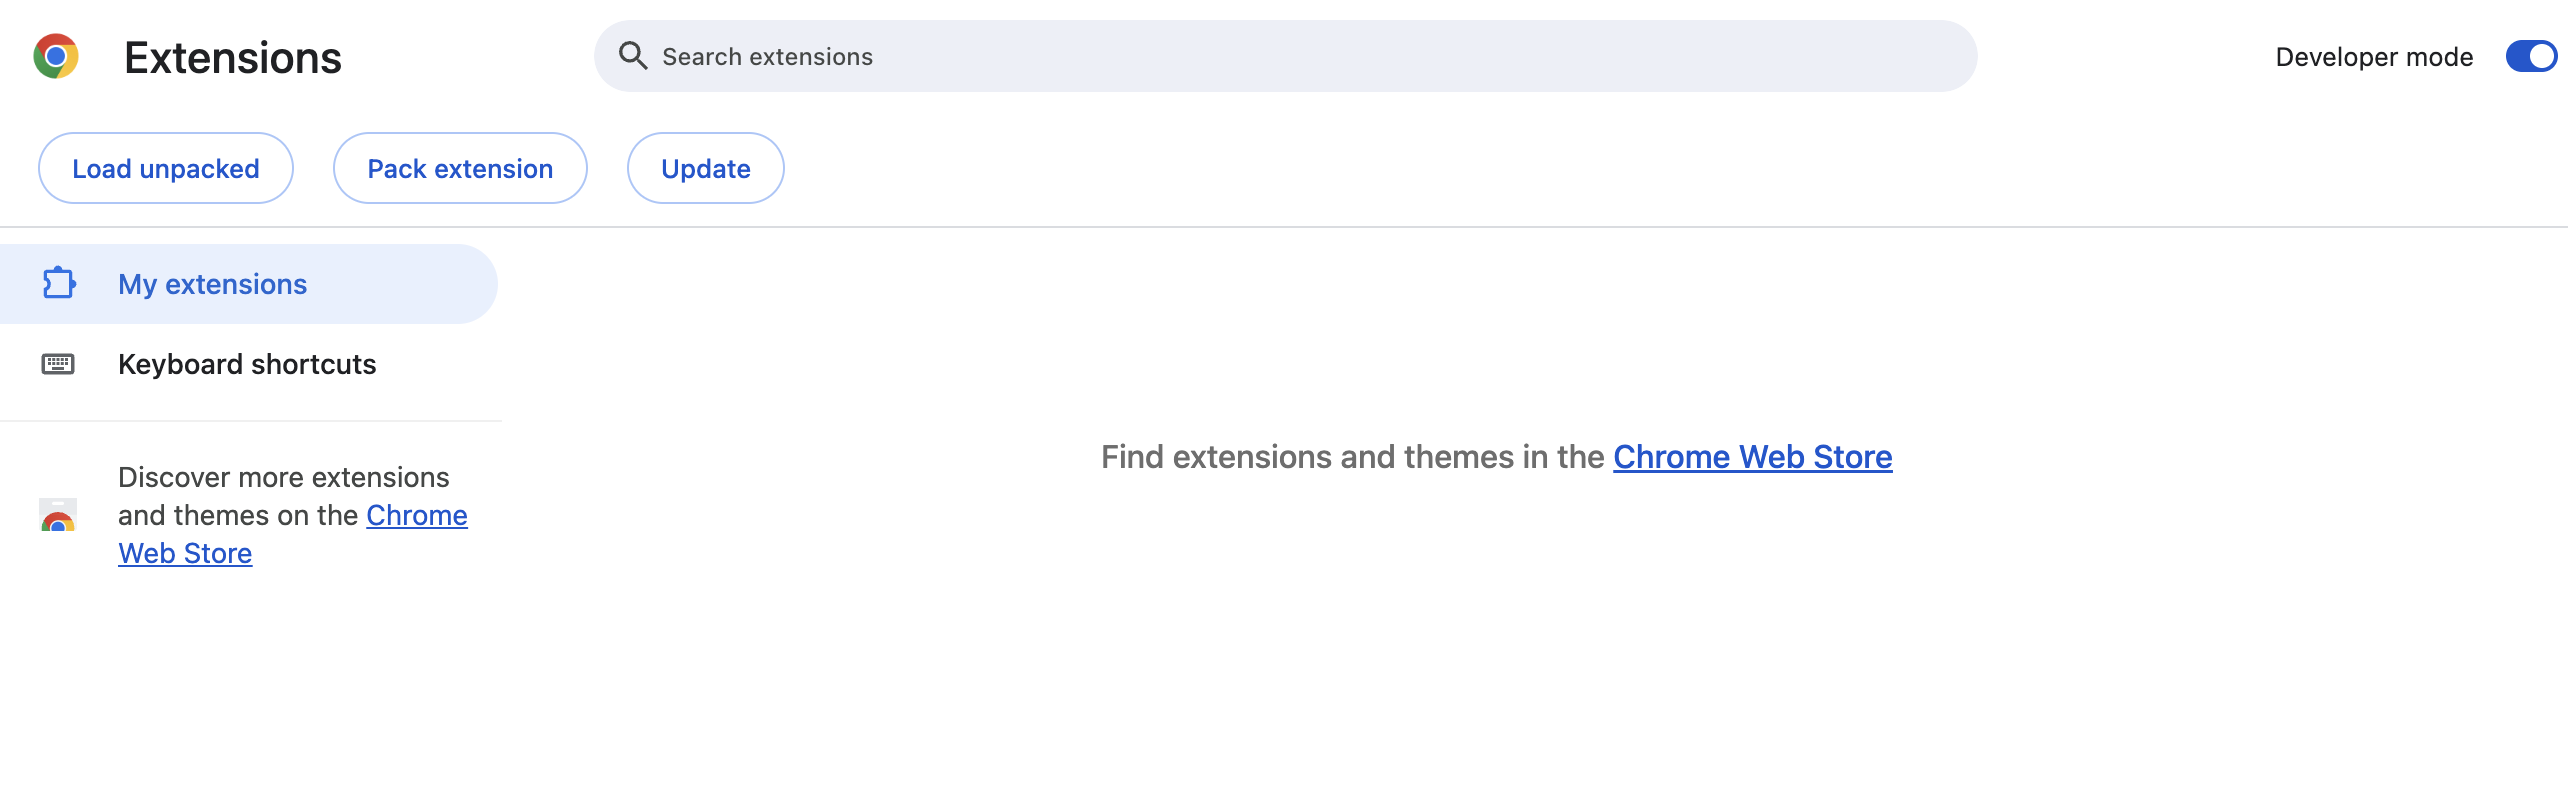 Extensions
Search extensions
Developer mode
Load unpacked
Pack extension
Update
My extensions
Keyboard shortcuts
Discover more extensions
and themes on the Chrome
Web Store
Find extensions and themes in the Chrome Web Store